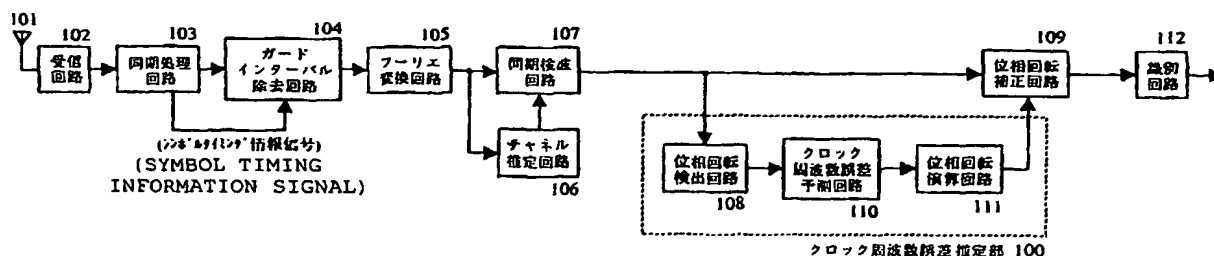 101
102
受信
回路
103
同期処理
回路
104
ガード
インターバル
除去回路
105
フーリエ
変換回路
107
同期検波
回路
109
位相回転
補正回路
112
識別
回路
(シンボルタイミング情報信号)
(SYMBOL TIMING
INFORMATION SIGNAL)
チャネル
推定回路
106
位相回転
検出回路
108
クロック
周波数誤差
予測回路
110
位相回転
演算回路
111
クロック周波数誤差推定部 100